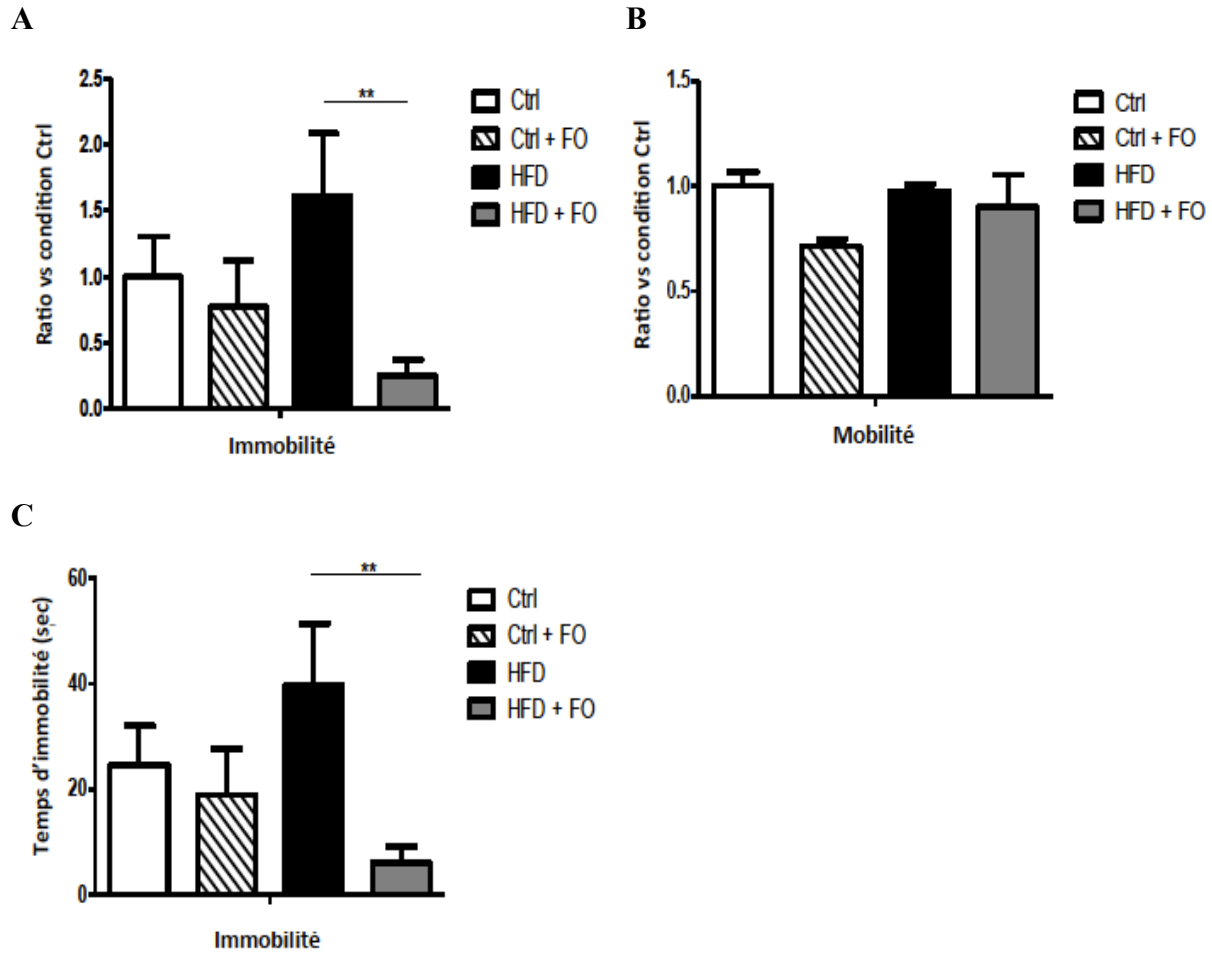 A
Ratio vs condition Ctrl
2.5
2.0
1.5
1.0
0.5
0.0
**
Immobilité
Ctrl
Ctrl + FO
HFD
HFD + FO
B
Ratio vs condition Ctrl
1.5
1.0
0.5
0.0
Mobilité
Ctrl
Ctrl + FO
HFD
HFD + FO
C
Temps d'immobilité (sec)
60
40
20
0
**
Immobilité
Ctrl
Ctrl + FO
HFD
HFD + FO